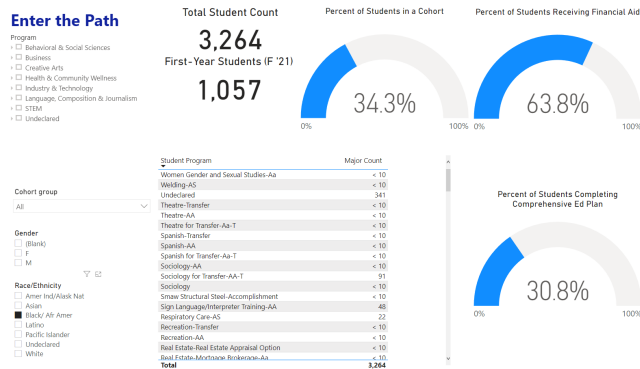 Enter the Path
Program
Behavioral & Social Sciences
Business
Creative Arts
Health & Community Wellness
Industry & Technology
Language, Composition & Journalism
STEM
Undeclared
Total Student Count
3,264
First-Year Students (F '21)
1,057
Percent of Students in a Cohort
34.3%
0%
100%
Percent of Students Receiving Financial Aid
63.8%
0%
100%
Cohort group
All
Gender
(Blank)
F
M
Race/Ethnicity
Amer Ind/Alask Nat
Asian
Black/ Afr Amer
Latino
Pacific Islander
Undeclared
White
Student Program Major Count
Women Gender and Sexual Studies-Aa < 10
Welding-AS < 10
Undeclared 341
Theatre-Transfer < 10
Theatre-AA < 10
Theatre for Transfer-Aa-T < 10
Spanish-Transfer < 10
Spanish-AA < 10
Spanish for Transfer-Aa-T < 10
Sociology-AA < 10
Sociology for Transfer-AA-T 91
Sociology < 10
Smaw Structural Steel-Accomplishment < 10
Sign Language/Interpreter Training-AA 48
Respiratory Care-AS 22
Recreation-Transfer < 10
Recreation-AA < 10
Real Estate-Real Estate Appraisal Option < 10
Real Estate-Mortgage Brokerage-Aa < 10
Total 3,264
Percent of Students Completing
Comprehensive Ed Plan
30.8%
0%
100%